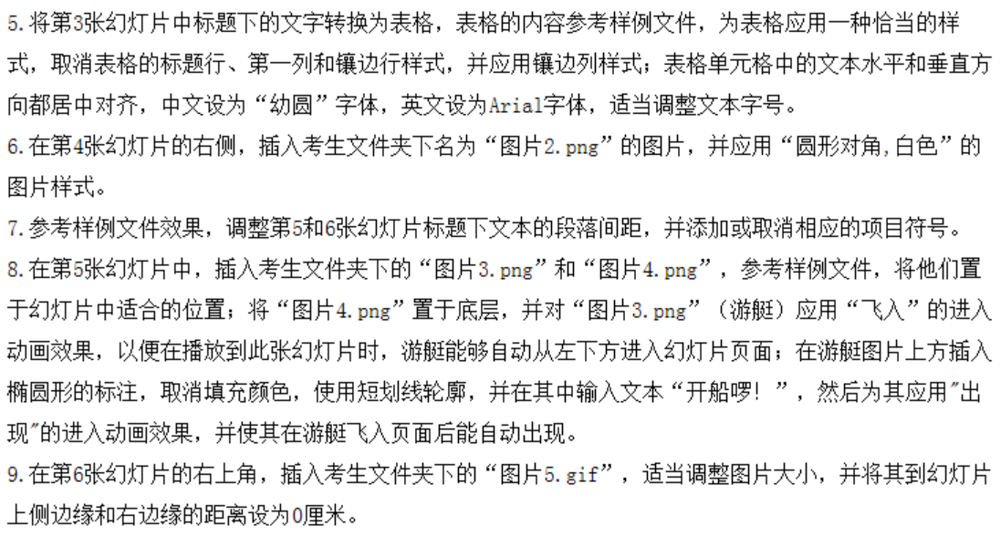 5.将第3张幻灯片中标题下的文字转换为表格，表格的内容参考样例文件，为表格应用一种恰当的样
式，取消表格的标题行、第一列和镶边行样式，并应用镶边列样式；表格单元格中的文本水平和垂直方
向都居中对齐，中文设为“幼圆”字体，英文设为Arial字体，适当调整文本字号。
6.在第4张幻灯片的右侧，插入考生文件夹下名为“图片2.png”的图片，并应用“圆形对角,白色”的
图片样式。
7.参考样例文件效果，调整第5和6张幻灯片标题下文本的段落间距，并添加或取消相应的项目符号。
8.在第5张幻灯片中，插入考生文件夹下的“图片3.png”和“图片4.png”，参考样例文件，将他们置
于幻灯片中适合的位置；将“图片4.png”置于底层，并对“图片3.png”（游艇）应用“飞入”的进入
动画效果，以便在播放到此张幻灯片时，游艇能够自动从左下方进入幻灯片页面；在游艇图片上方插入
椭圆形的标注，取消填充颜色，使用短划线轮廓，并在其中输入文本“开船啰！”，然后为其应用"出
现"的进入动画效果，并使其在游艇飞入页面后能自动出现。
9.在第6张幻灯片的右上角，插入考生文件夹下的“图片5.gif”，适当调整图片大小，并将其到幻灯片
上侧边缘和右边缘的距离设为0厘米。